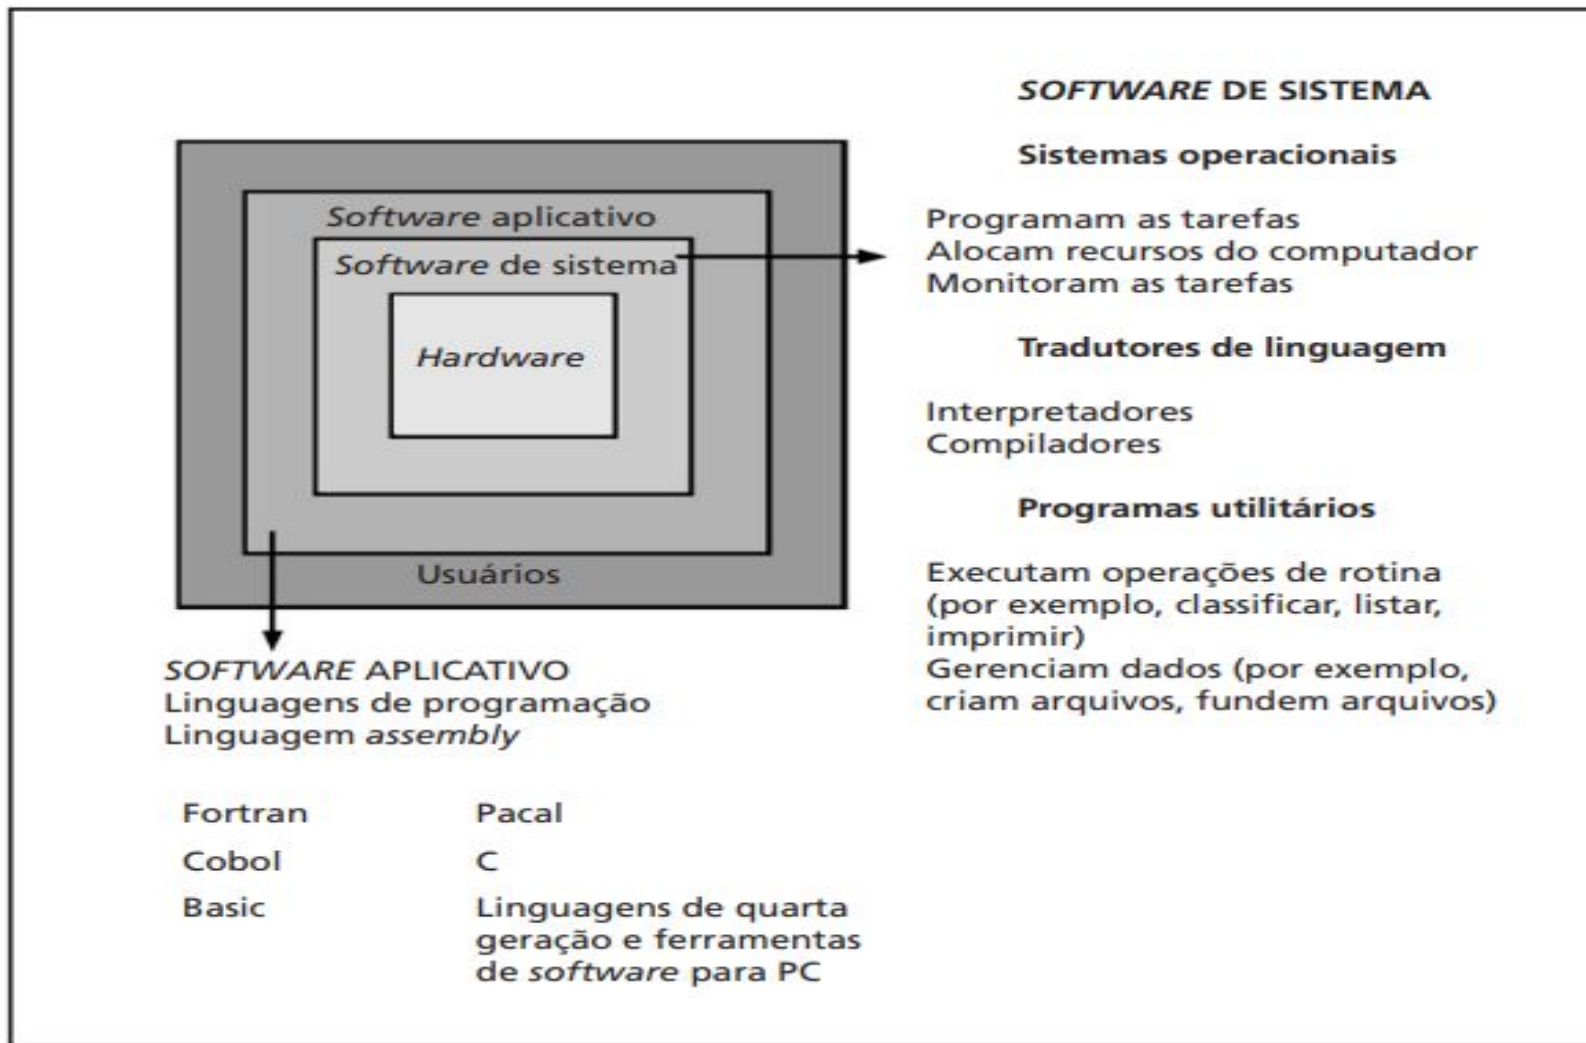 Software aplicativo
Software de sistema
Hardware
Usuários
SOFTWARE APLICATIVO
Linguagens de programação
Linguagem assembly
Fortran Pacal
Cobol C
Basic Linguagens de quarta
geração e ferramentas
de software para PC
SOFTWARE DE SISTEMA
Sistemas operacionais
Programam as tarefas
Alocam recursos do computador
Monitoram as tarefas
Tradutores de linguagem
Interpretadores
Compiladores
Programas utilitários
Executam operações de rotina
(por exemplo, classificar, listar,
imprimir)
Gerenciam dados (por exemplo,
criam arquivos, fundem arquivos)